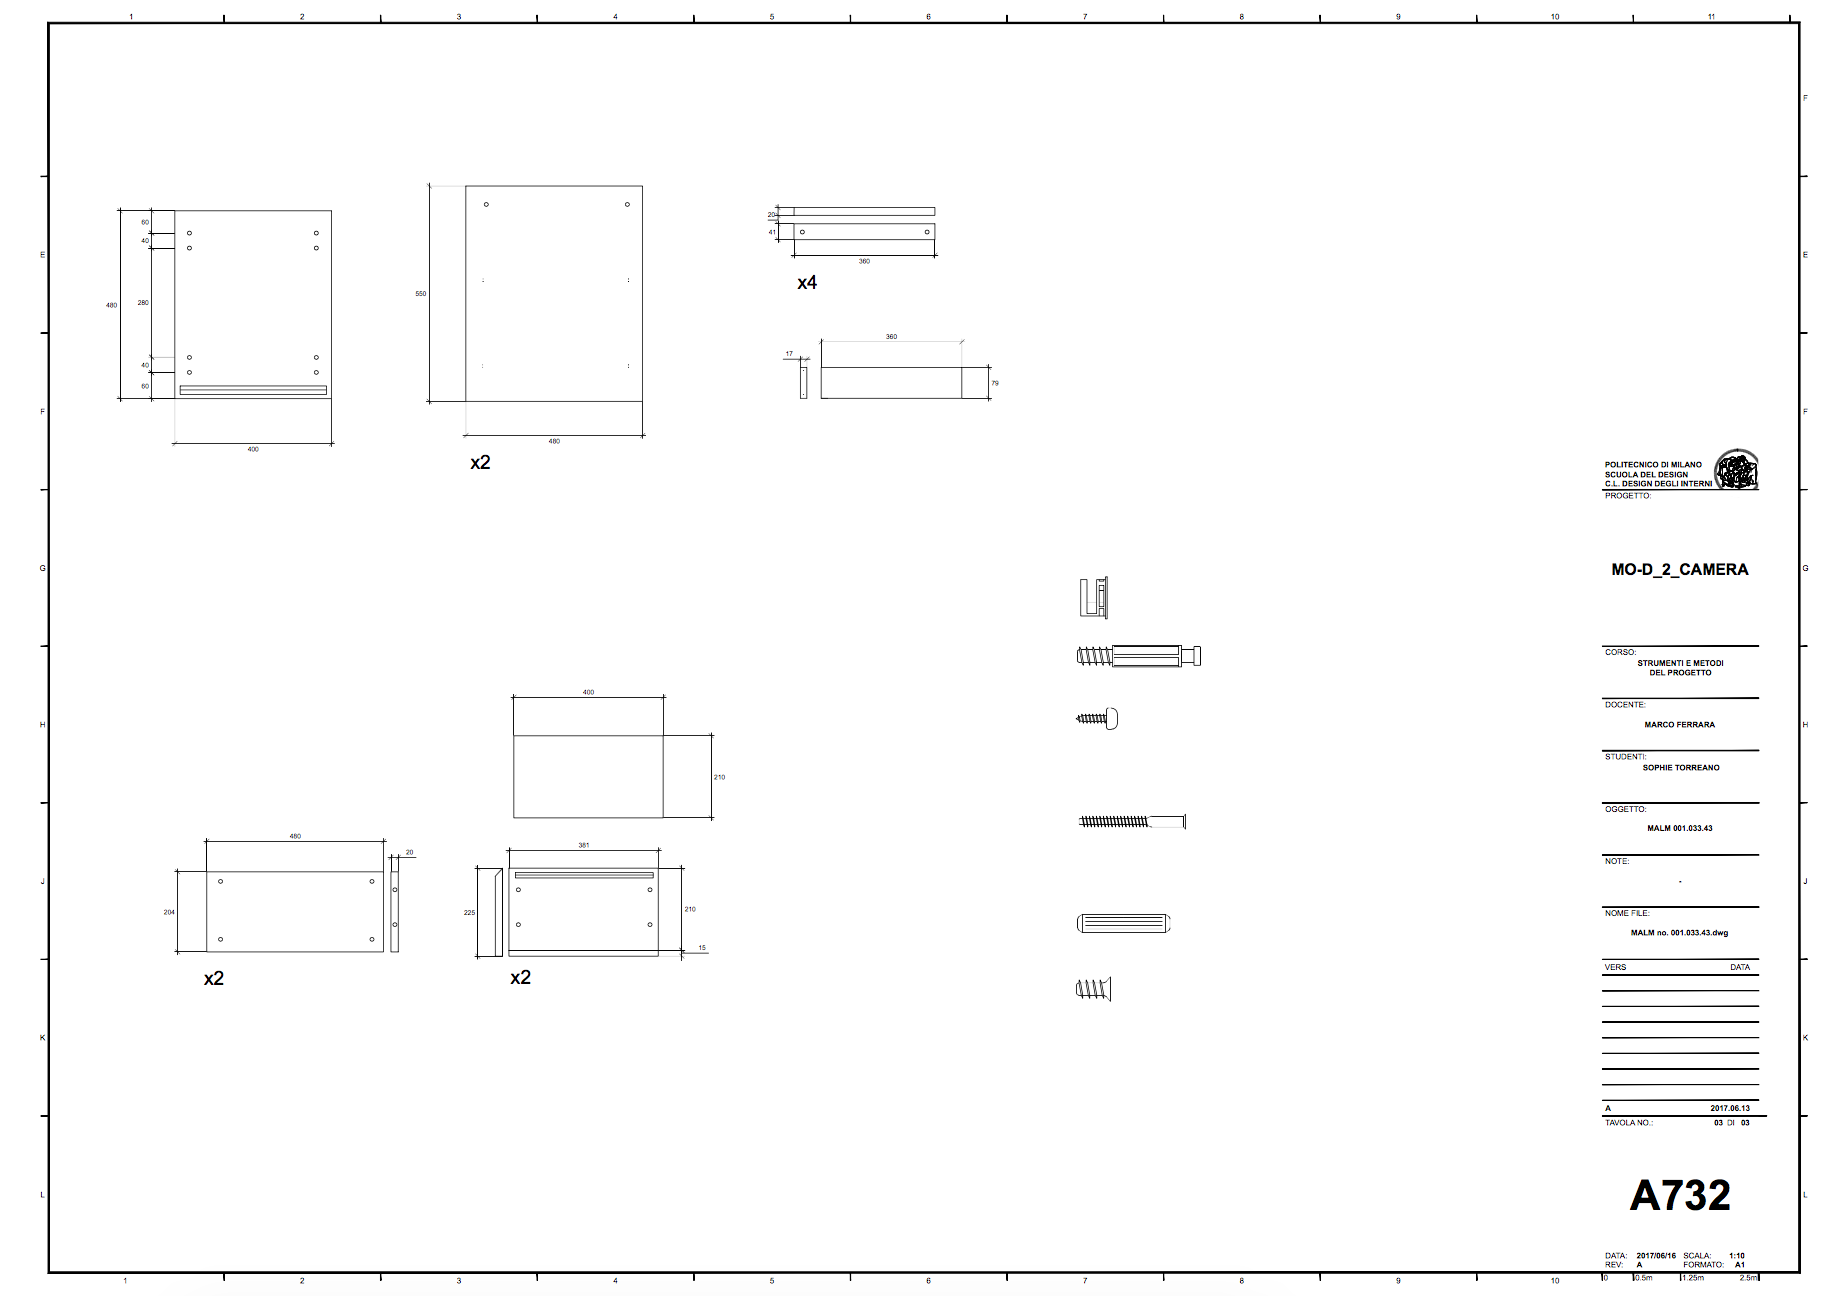 1 2 3 4 5 6 7 8 9 10 11
F
E E
F F
G G
H H
J J
K K
L L
60
40
480
280
40
60
400
550
480
x2
20
41
360
x4
360
17
79
400
210
480
20
204
x2
381
225
210
15
x2
POLITECNICO DI MILANO
SCUOLA DEL DESIGN
C.L. DESIGN DEGLI INTERNI
PROGETTO:
MO-D_2_CAMERA
CORSO:
STRUMENTI E METODI
DEL PROGETTO
DOCENTE:
MARCO FERRARA
STUDENTI:
SOPHIE TORREANO
OGGETTO:
MALM 001.033.43
NOTE:
-
NOME FILE:
MALM no. 001.033.43.dwg
VERS DATA
A 2017.06.13
TAVOLA NO.: 03 DI 03
A732
DATA: 2017/06/16 SCALA: 1:10
REV: A FORMATO: A1
0 0.5m 1.25m 2.5m
1 2 3 4 5 6 7 8 9 10